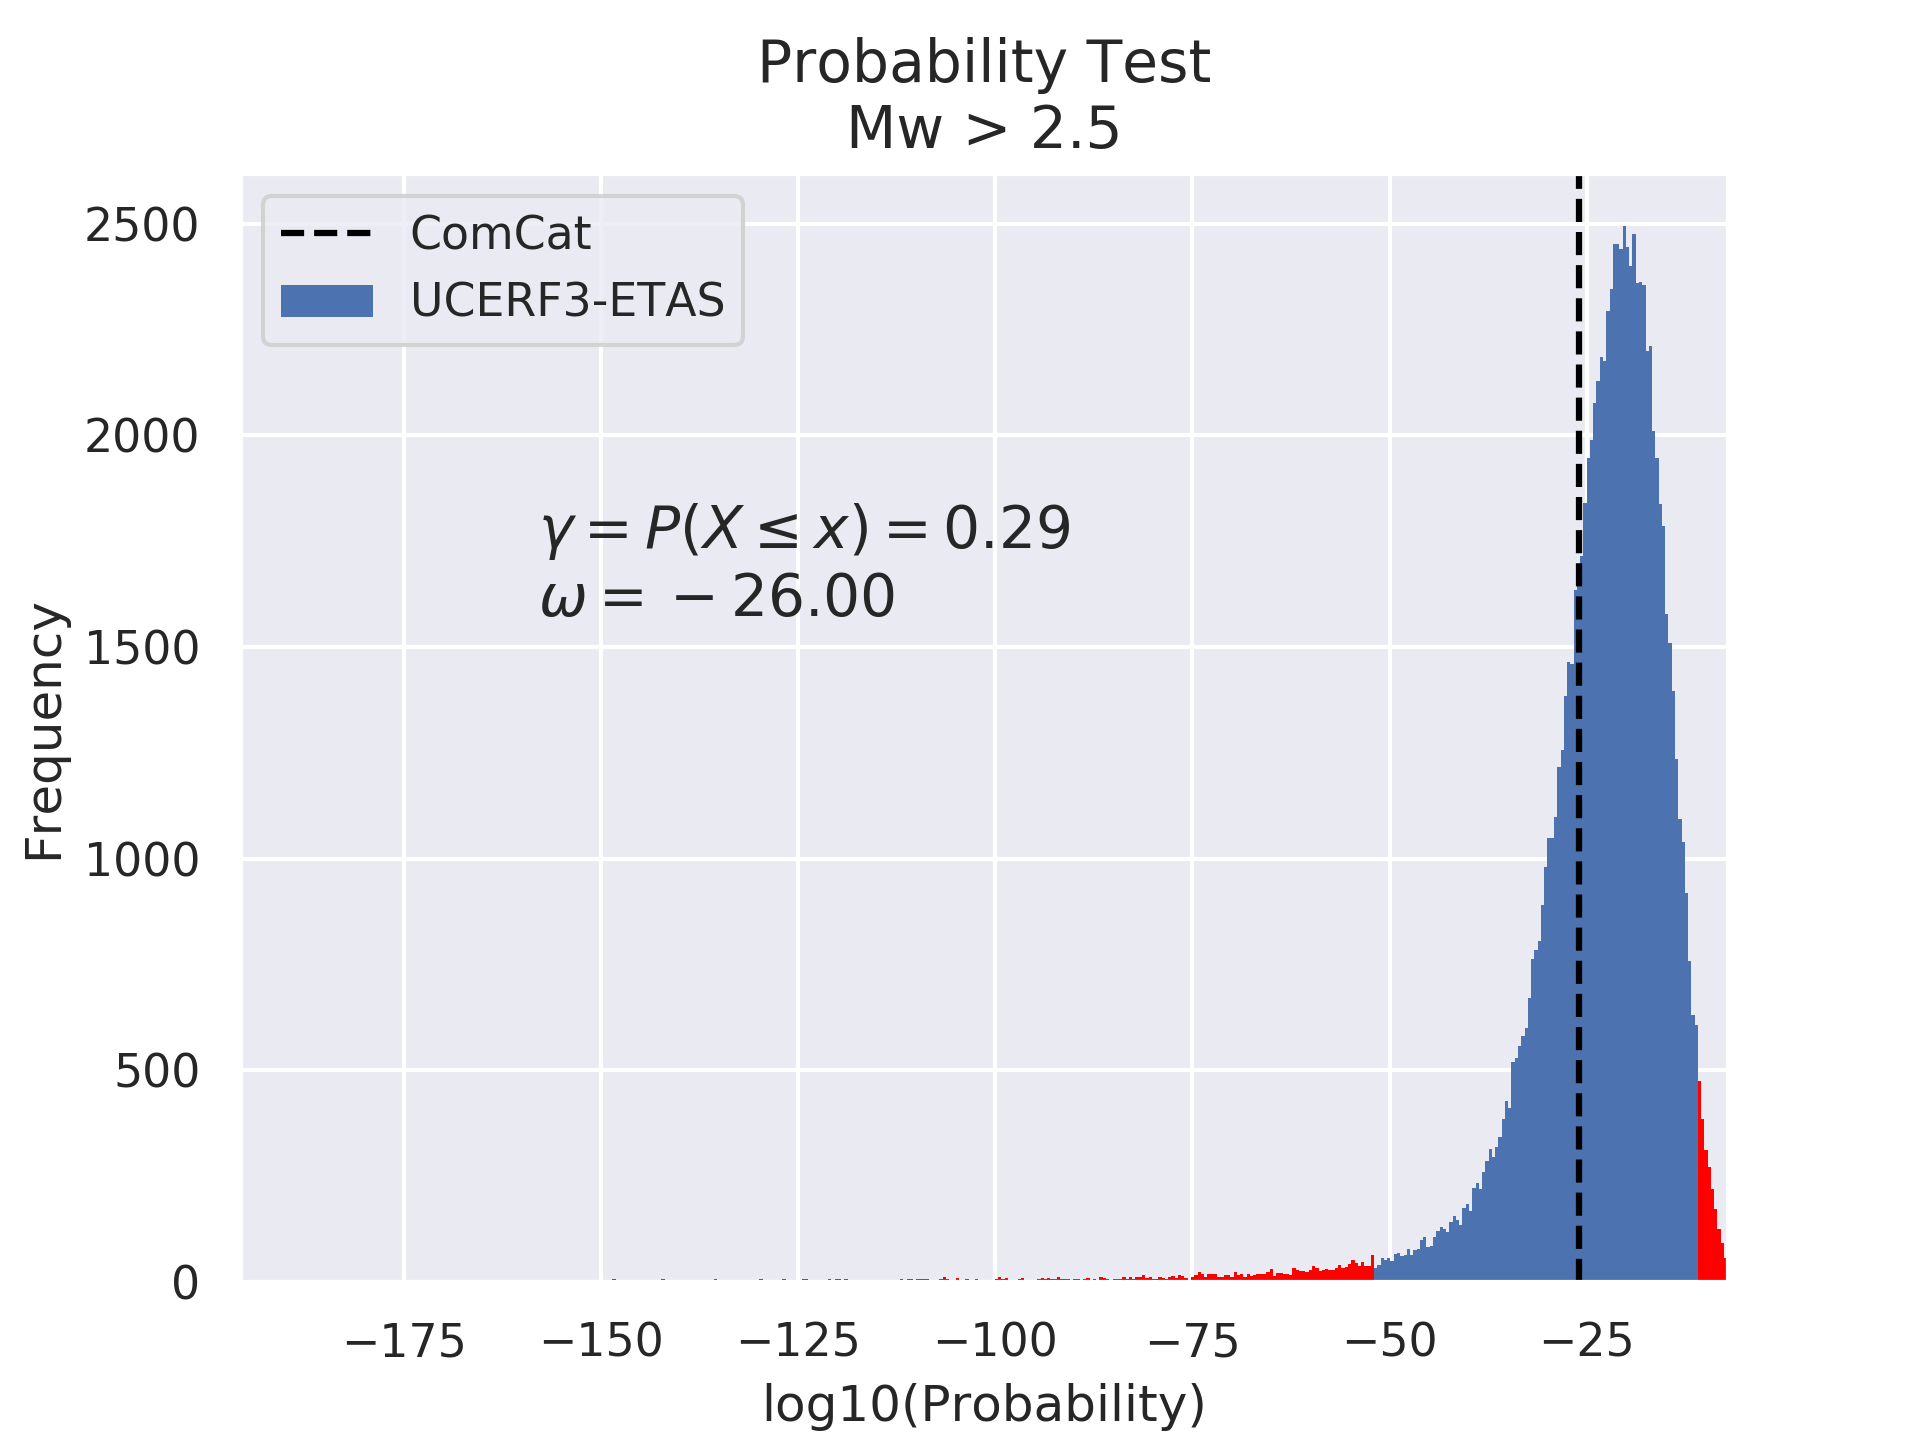 Probability Test
Mw > 2.5
ComCat
UCERF3-ETAS
γ = P(X ≤ x) = 0.29
ω = − 26.00
Frequency
2500
2000
1500
1000
500
0
−175 −150 −125 −100 −75 −50 −25
log10(Probability)